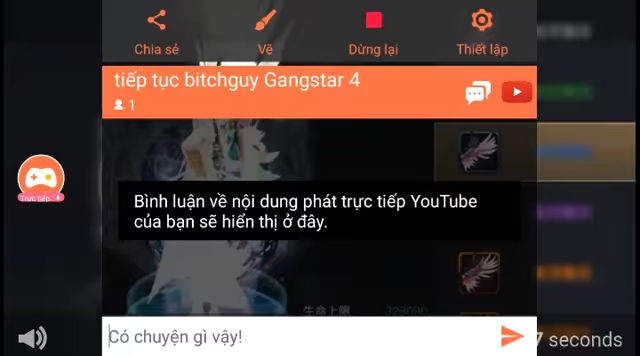 Chia sẻ
Vẽ
Dừng lại
Thiết lập
tiếp tục bitchguy Gangstar 4
1
Trực tiếp
Bình luận về nội dung phát trực tiếp YouTube
của bạn sẽ hiển thị ở đây.
生命上限
Có chuyện gì vậy!
7 seconds